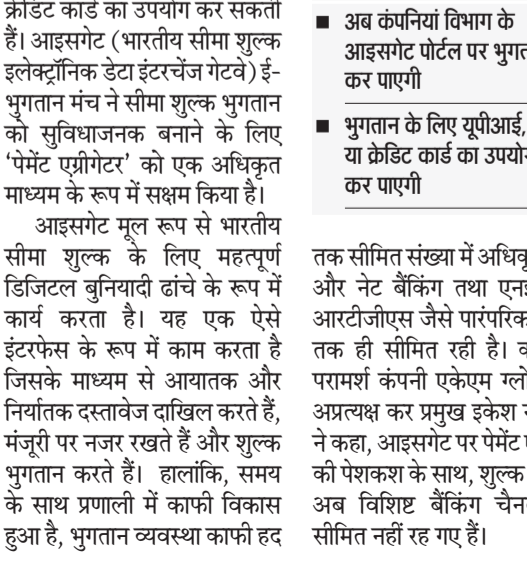 क्रेडिट कार्ड का उपयोग कर सकती
हैं। आइसगेट (भारतीय सीमा शुल्क
इलेक्ट्रॉनिक डेटा इंटरचेंज गेटवे) ई-
भुगतान मंच ने सीमा शुल्क भुगतान
को सुविधाजनक बनाने के लिए
‘पेमेंट एग्रीगेटर’ को एक अधिकृत
माध्यम के रूप में सक्षम किया है।
आइसगेट मूल रूप से भारतीय
सीमा शुल्क के लिए महत्वपूर्ण
डिजिटल बुनियादी ढांचे के रूप में
कार्य करता है। यह एक ऐसे
इंटरफेस के रूप में काम करता है
जिसके माध्यम से आयातक और
निर्यातक दस्तावेज दाखिल करते हैं,
मंजूरी पर नजर रखते हैं और शुल्क
भुगतान करते हैं। हालांकि, समय
के साथ प्रणाली में काफी विकास
हुआ है, भुगतान व्यवस्था काफी हद
■ अब कंपनियां विभाग के
आइसगेट पोर्टल पर
कर पाएगी
■ भुगतान के लिए यूपीआई,
या क्रेडिट कार्ड का
कर पाएगी
तक सीमित संख्या में
और नेट बैंकिंग तथा
आरटीजीएस जैसे पारंपरिक
तक ही सीमित रही है।
परामर्श कंपनी एकेएम
अप्रत्यक्ष कर प्रमुख इकेश
ने कहा, आइसगेट पर पेमेंट
की पेशकश के साथ, शुल्क
अब विशिष्ट बैंकिंग
सीमित नहीं रह गए हैं।